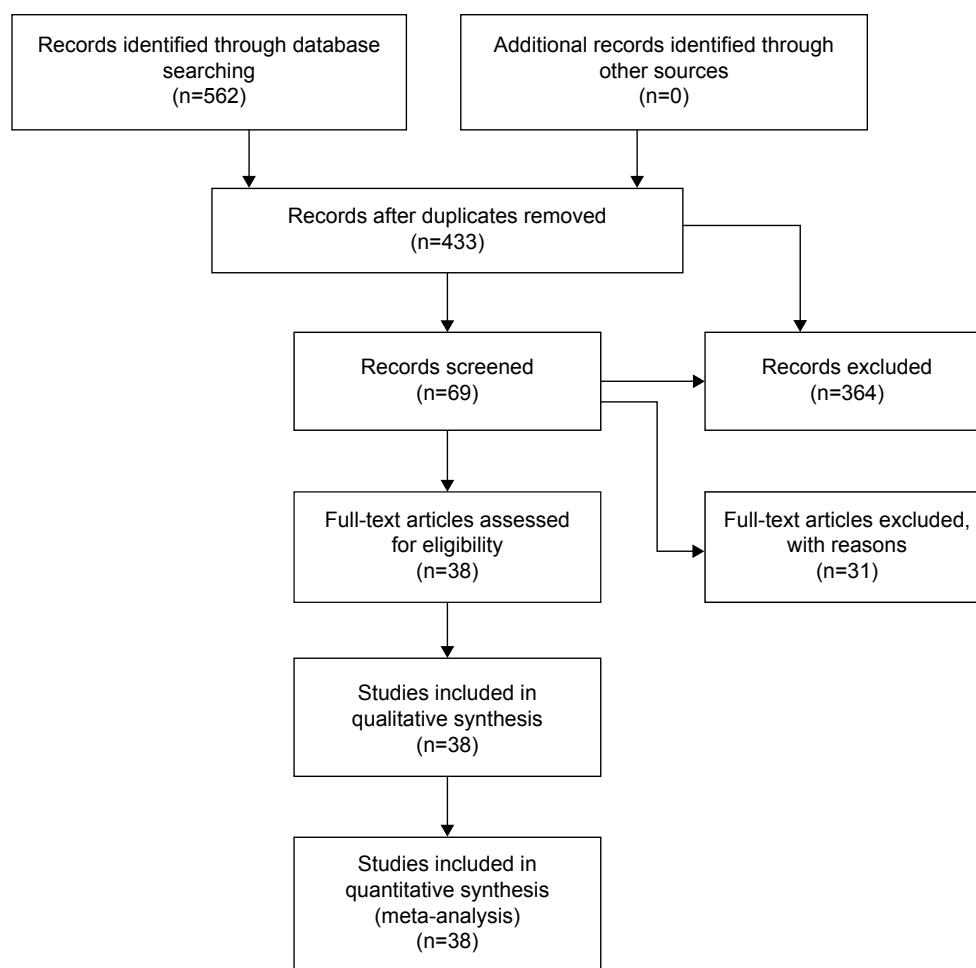 Records identified through database
searching
(n=562)
Additional records identified through
other sources
(n=0)
Records after duplicates removed
(n=433)
Records screened
(n=69)
Records excluded
(n=364)
Full-text articles assessed
for eligibility
(n=38)
Full-text articles excluded,
with reasons
(n=31)
Studies included in
qualitative synthesis
(n=38)
Studies included in
quantitative synthesis
(meta-analysis)
(n=38)